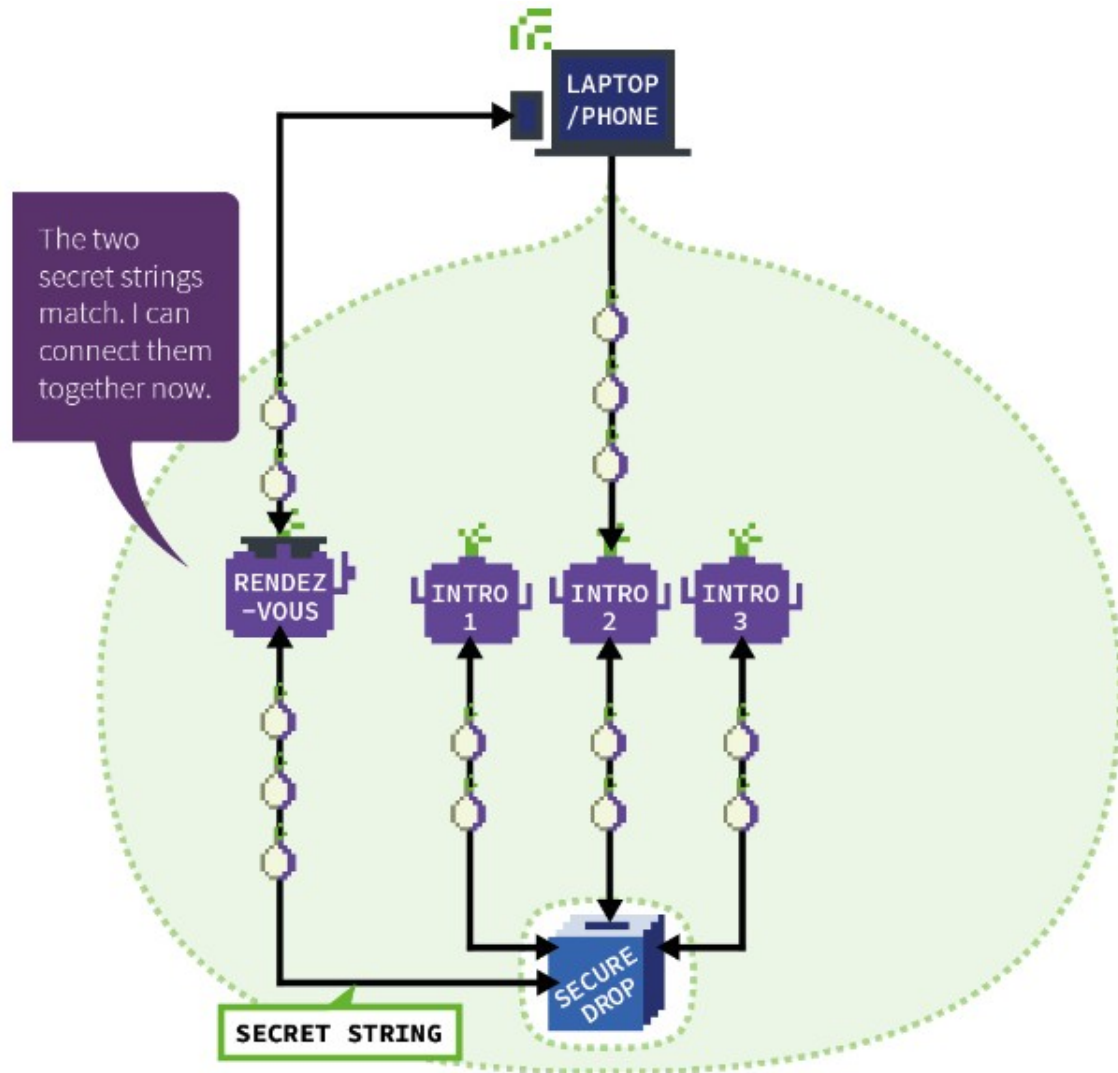 LAPTOP
/PHONE
The two
secret strings
match. I can
connect them
together now.
RENDEZ
-VOUS
INTRO
1
INTRO
2
INTRO
3
SECURE
DROP
SECRET STRING